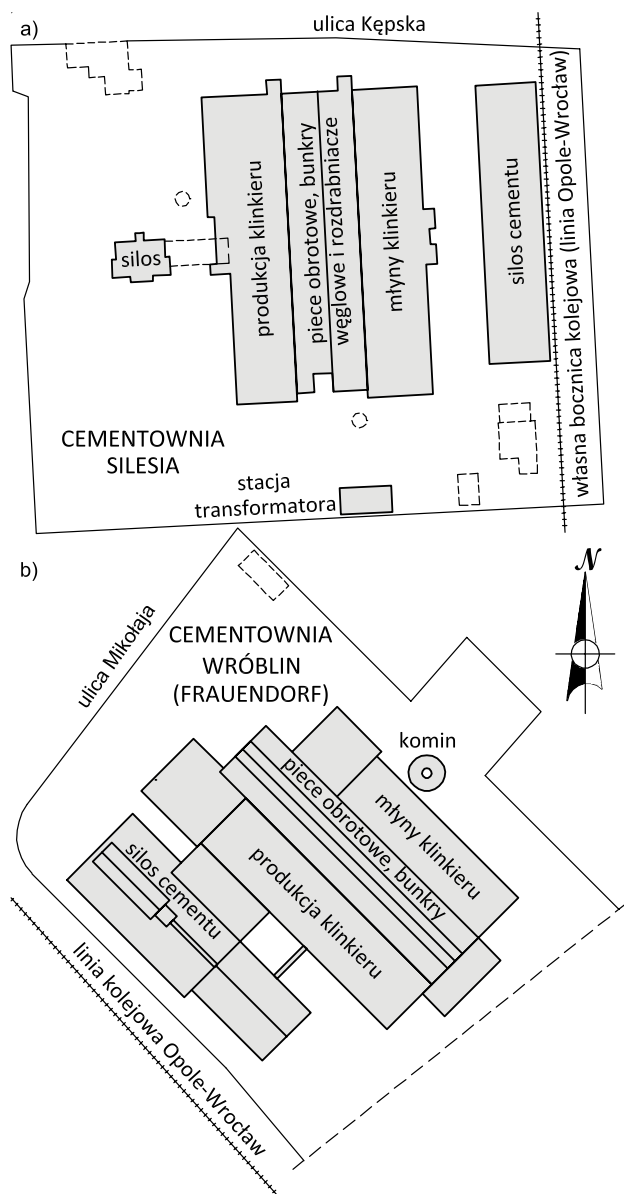 a)
ulica Kępska
produkcja klinkieru
piece obrotowe, bunkry
węglowe i rozdrabniacze
młyny klinkieru
silos cementu
własna bocznica kolejowa (linia Opole-Wrocław)
silos
CEMENTOWNIA
SILESIA
stacja
transformatora
b)
ulica Mikołaja
CEMENTOWNIA
WRÓBLIN
(FRAUENDORF)
N
komin
piece obrotowe, bunkry
młyny klinkieru
silos cementu
produkcja klinkieru
linia kolejowa Opole-Wrocław